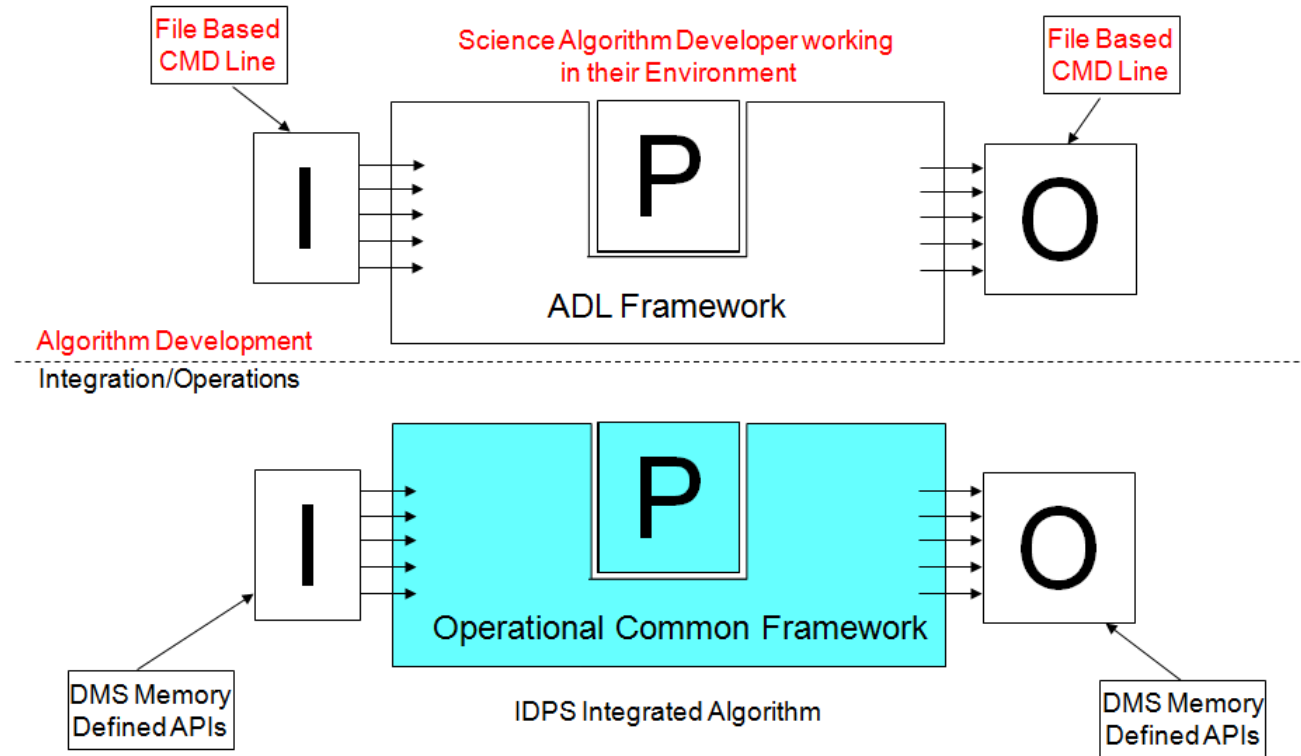 File Based
CMD Line
Science Algorithm Developer working
in their Environment
File Based
CMD Line
I
P
O
ADL Framework
Algorithm Development
Integration/Operations
I
P
O
Operational Common Framework
DMS Memory
Defined APIs
IDPS Integrated Algorithm
DMS Memory
Defined APIs